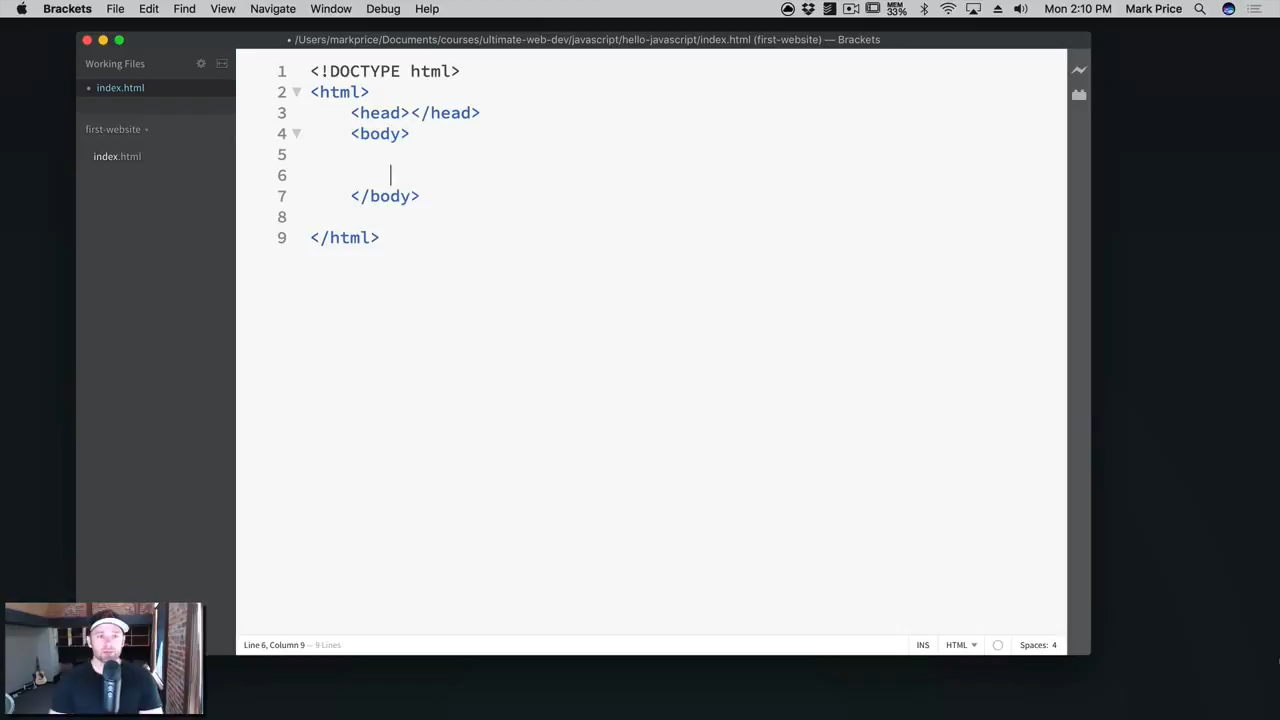 Brackets File Edit Find View Navigate Window Debug Help MEM 33% Mon 2:10 PM Mark Price
• /Users/markprice/Documents/courses/ultimate-web-dev/javascript/hello-javascript/index.html (first-website) — Brackets
Working Files
• index.html
first-website
index.html
1 <!DOCTYPE html>
2 <html>
3 <head></head>
4 <body>
5
6
7 </body>
8
9 </html>
Line 6, Column 9 — 9 Lines INS HTML Spaces: 4